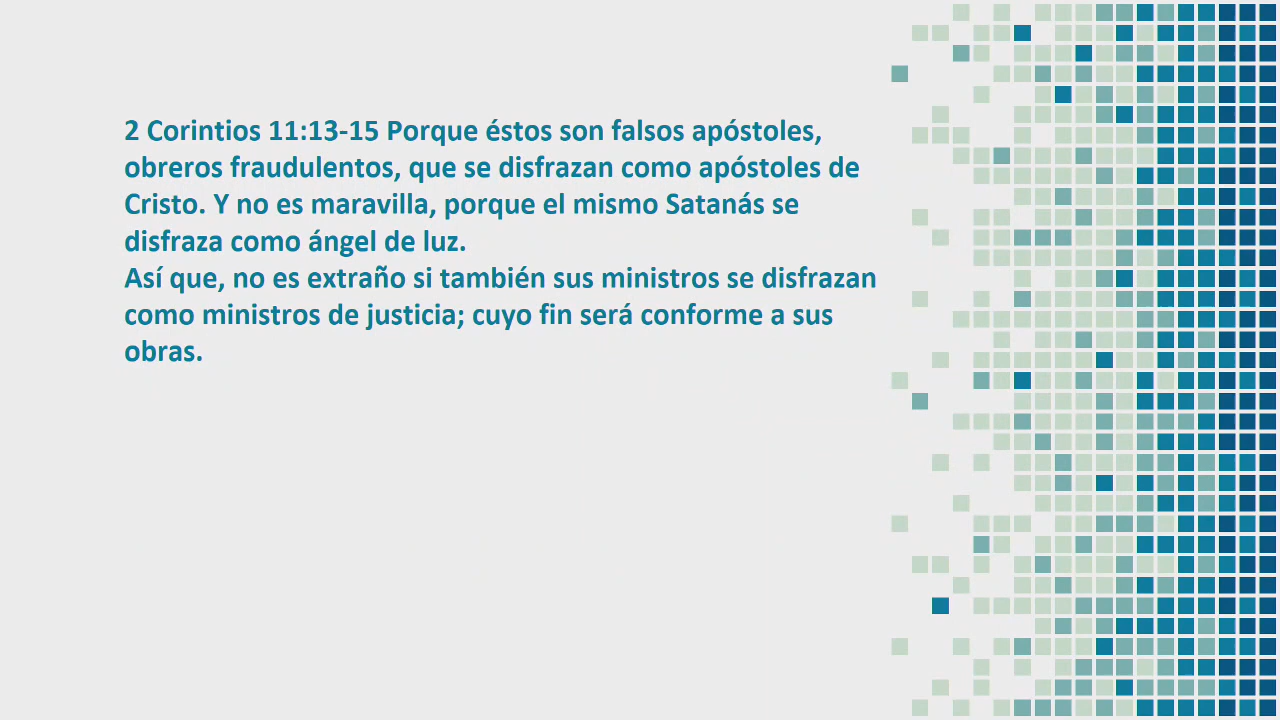 2 Corintios 11:13-15 Porque éstos son falsos apóstoles,
obreros fraudulentos, que se disfrazan como apóstoles de
Cristo. Y no es maravilla, porque el mismo Satanás se
disfraza como ángel de luz.
Así que, no es extraño si también sus ministros se disfrazan
como ministros de justicia; cuyo fin será conforme a sus
obras.